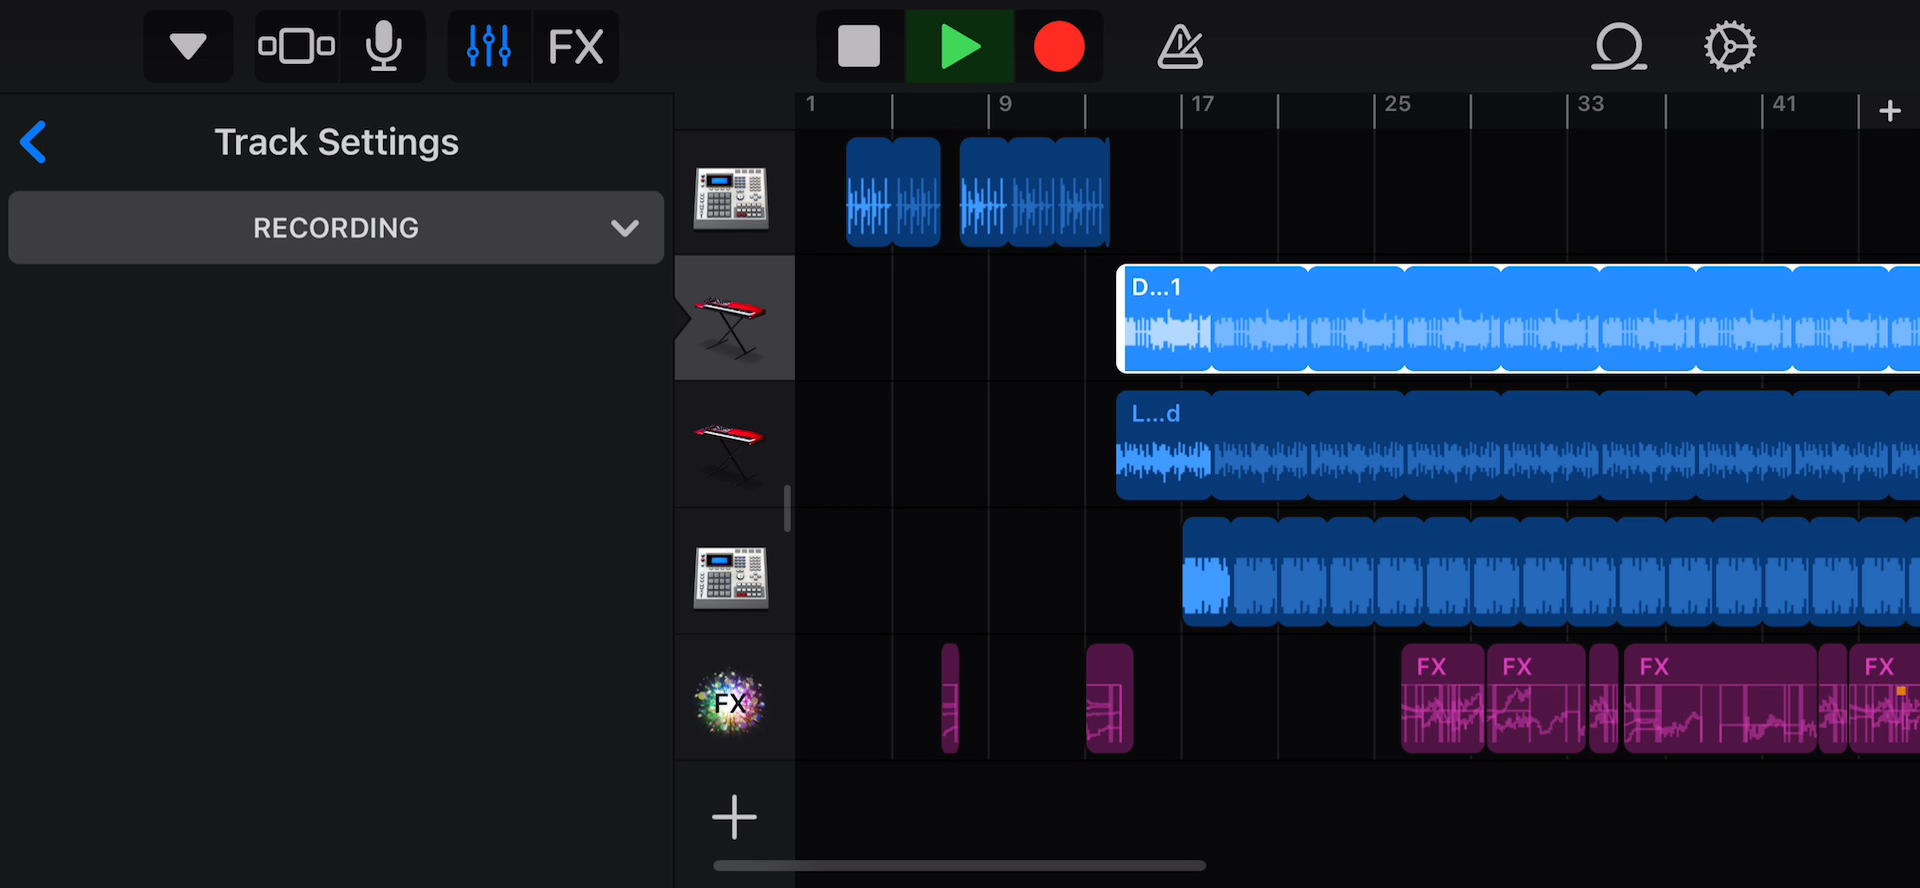 FX
1 9 17 25 33 41
Track Settings
RECORDING
D...1
L...d
FX
FX FX FX FX